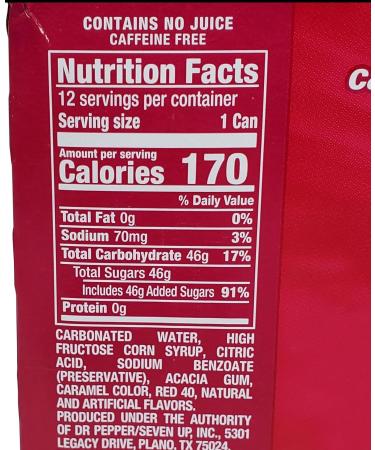 CONTAINS NO JUICE
CAFFEINE FREE
Nutrition Facts
12 servings per container
Serving size 1 Can
Amount per serving
Calories 170
% Daily Value
Total Fat 0g 0%
Sodium 70mg 3%
Total Carbohydrate 46g 17%
Total Sugars 46g
Includes 46g Added Sugars 91%
Protein 0g
CARBONATED WATER, HIGH
FRUCTOSE CORN SYRUP, CITRIC
ACID, SODIUM BENZOATE
(PRESERVATIVE), ACACIA GUM,
CARAMEL COLOR, RED 40, NATURAL
AND ARTIFICIAL FLAVORS.
PRODUCED UNDER THE AUTHORITY
OF DR PEPPER/SEVEN UP, INC., 5301
LEGACY DRIVE, PLANO, TX 75024.